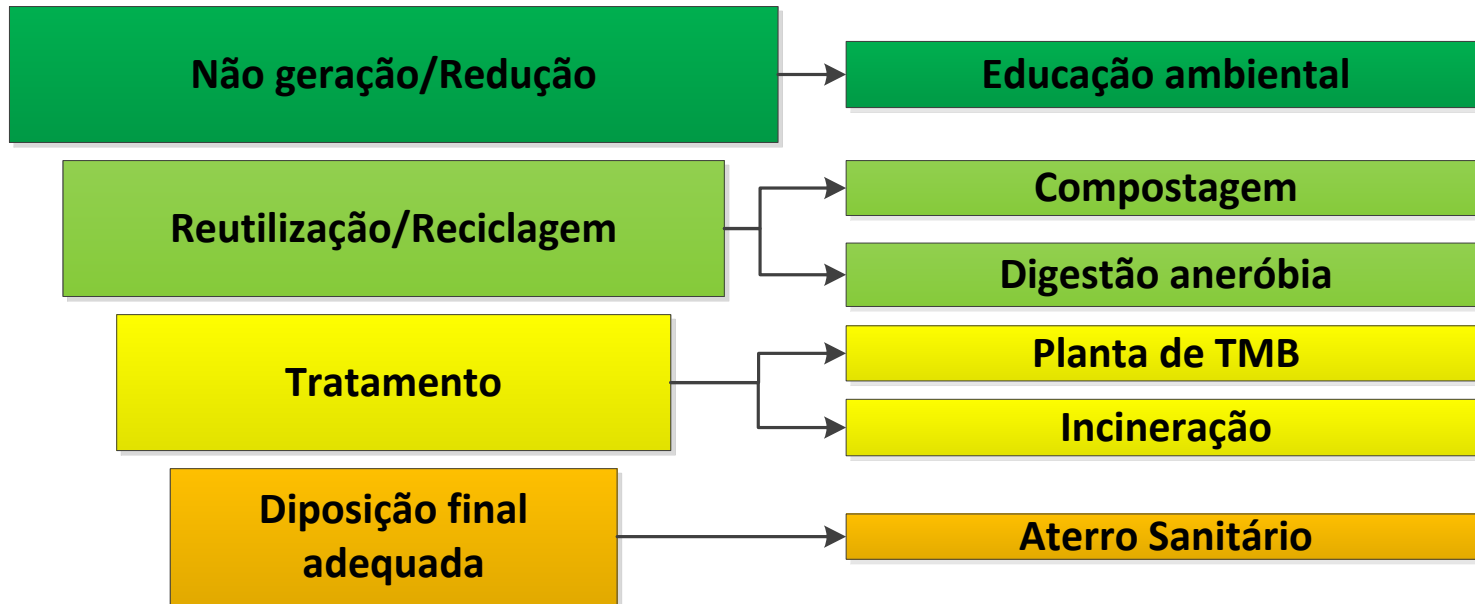 Não geração/Redução
Educação ambiental
Reutilização/Reciclagem
Compostagem
Digestão aneróbia
Tratamento
Planta de TMB
Incineração
Diposição final
adequada
Aterro Sanitário